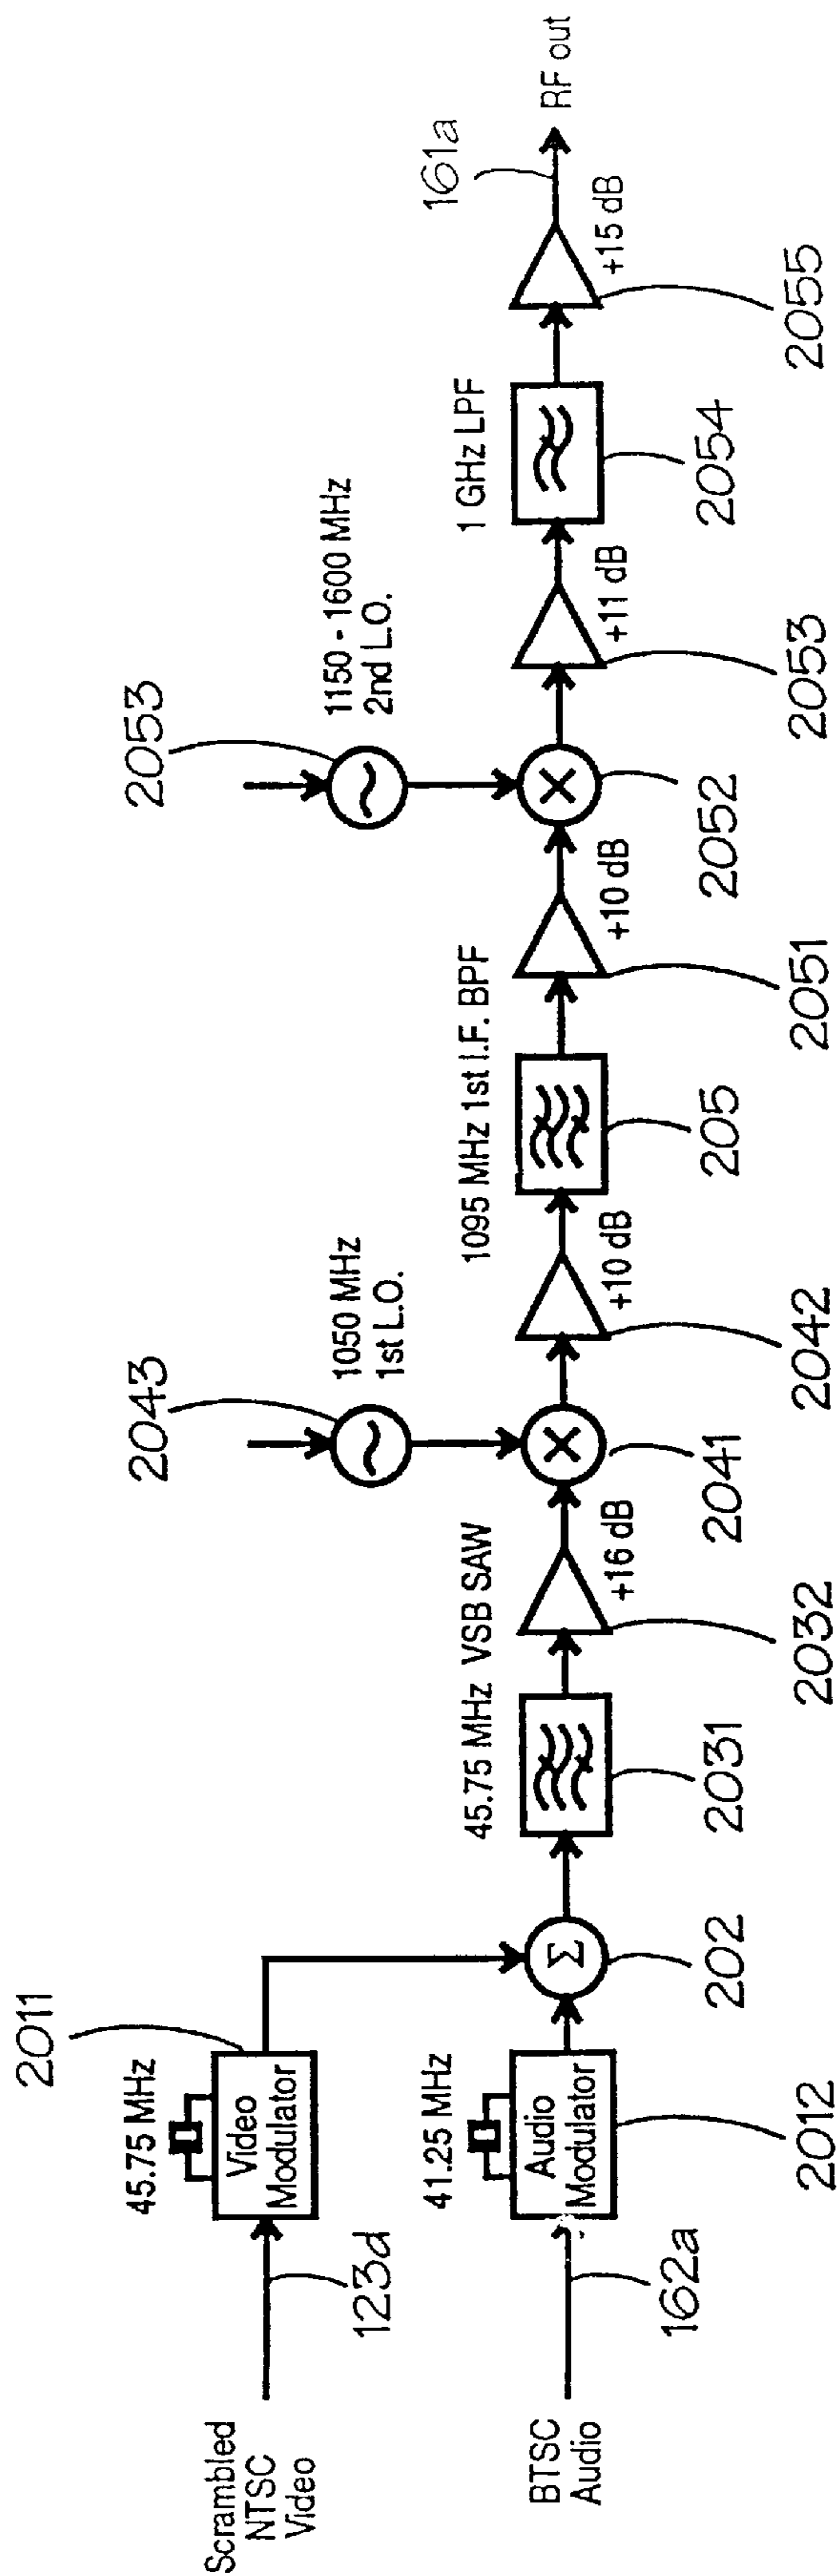 Scrambled
NTSC
Video
123d
45.75 MHz
Video
Modulator
2011
BTSC
Audio
162a
41.25 MHz
Audio
Modulator
2012
Σ
202
45.75 MHz VSB SAW
2031
+16 dB
2032
2043
1050 MHz
1st L.O.
×
2041
+10 dB
2042
1095 MHz 1st I.F. BPF
205
+10 dB
2051
2053
1150 - 1600 MHz
2nd L.O.
×
2052
+11 dB
2053
1 GHz LPF
2054
+15 dB
2055
161a
RF out